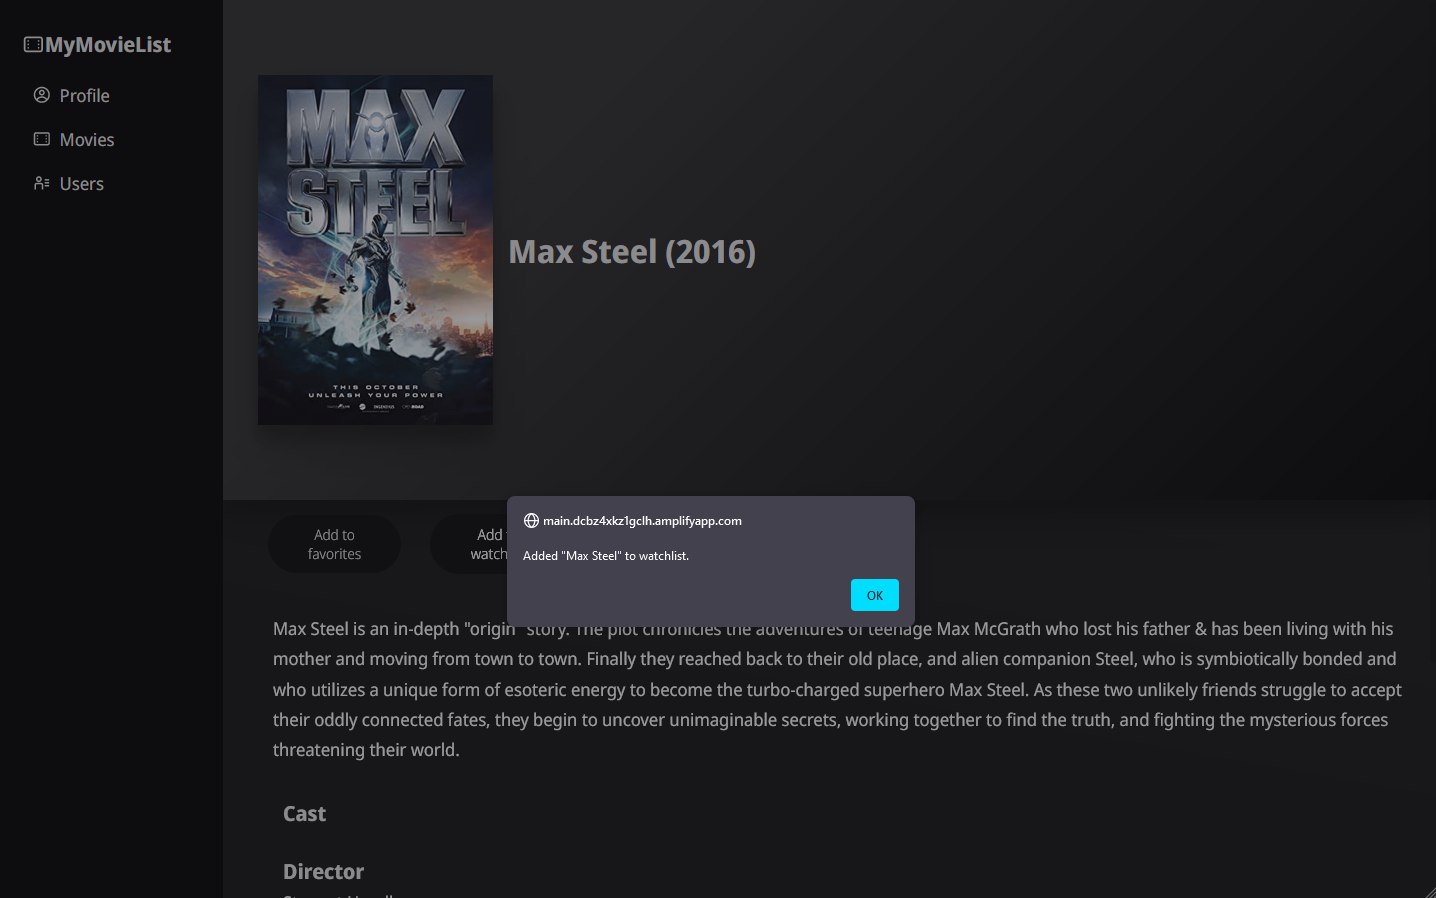 MyMovieList
Profile
Movies
Users
MAX
STEEL
THIS OCTOBER
UNLEASH YOUR POWER
Max Steel (2016)
Add to
favorites
Add
watch
main.dcbz4xkz1gclh.amplifyapp.com
Added "Max Steel" to watchlist.
OK
Max Steel is an in-depth "origin" story. The plot chronicles the adventures of teenage Max McGrath who lost his father & has been living with his
mother and moving from town to town. Finally they reached back to their old place, and alien companion Steel, who is symbiotically bonded and
who utilizes a unique form of esoteric energy to become the turbo-charged superhero Max Steel. As these two unlikely friends struggle to accept
their oddly connected fates, they begin to uncover unimaginable secrets, working together to find the truth, and fighting the mysterious forces
threatening their world.
Cast
Director